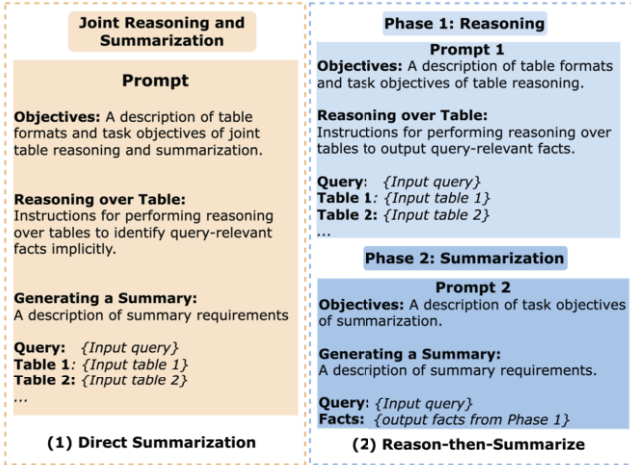 Joint Reasoning and
Summarization
Prompt
Objectives: A description of table
formats and task objectives of joint
table reasoning and summarization.
Reasoning over Table:
Instructions for performing reasoning
over tables to identify query-relevant
facts implicitly.
Generating a Summary:
A description of summary requirements
Query: {Input query}
Table 1: {Input table 1}
Table 2: {Input table 2}
...
(1) Direct Summarization
Phase 1: Reasoning
Prompt 1
Objectives: A description of table formats
and task objectives of table reasoning.
Reasoning over Table:
Instructions for performing reasoning over
tables to output query-relevant facts.
Query: {Input query}
Table 1: {Input table 1}
Table 2: {Input table 2}
...
Phase 2: Summarization
Prompt 2
Objectives: A description of task objectives
of summarization.
Generating a Summary:
A description of summary requirements.
Query: {Input query}
Facts: {output facts from Phase 1}
(2) Reason-then-Summarize